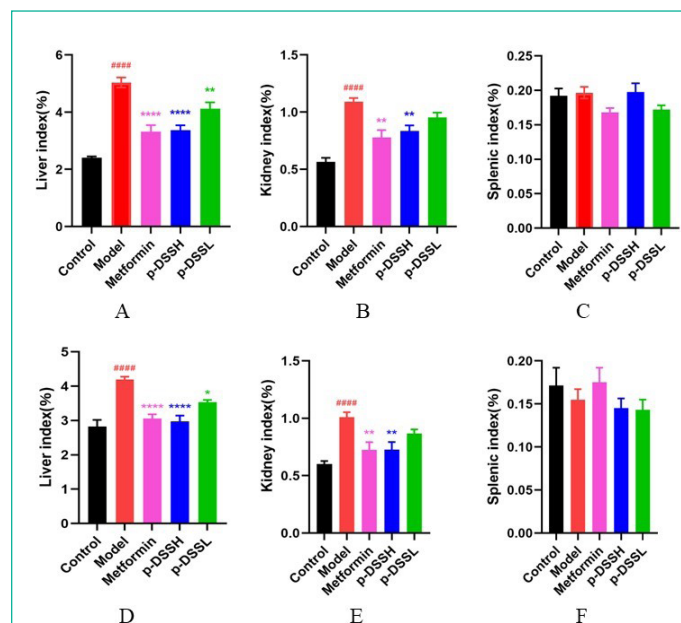 Liver index(%)
6
4
2
0
####
****
****
**
Control
Model
Metformin
p-DSSH
p-DSSL
A
Kidney index(%)
1.5
1.0
0.5
0.0
####
**
**
Control
Model
Metformin
p-DSSH
p-DSSL
B
Splenic index(%)
0.25
0.20
0.15
0.10
0.05
0.00
Control
Model
Metformin
p-DSSH
p-DSSL
C
Liver index(%)
5
4
3
2
1
0
####
****
****
*
Control
Model
Metformin
p-DSSH
p-DSSL
D
Kidney index(%)
1.5
1.0
0.5
0.0
####
**
**
Control
Model
Metformin
p-DSSH
p-DSSL
E
Splenic index(%)
0.20
0.15
0.10
0.05
0.00
Control
Model
Metformin
p-DSSH
p-DSSL
F